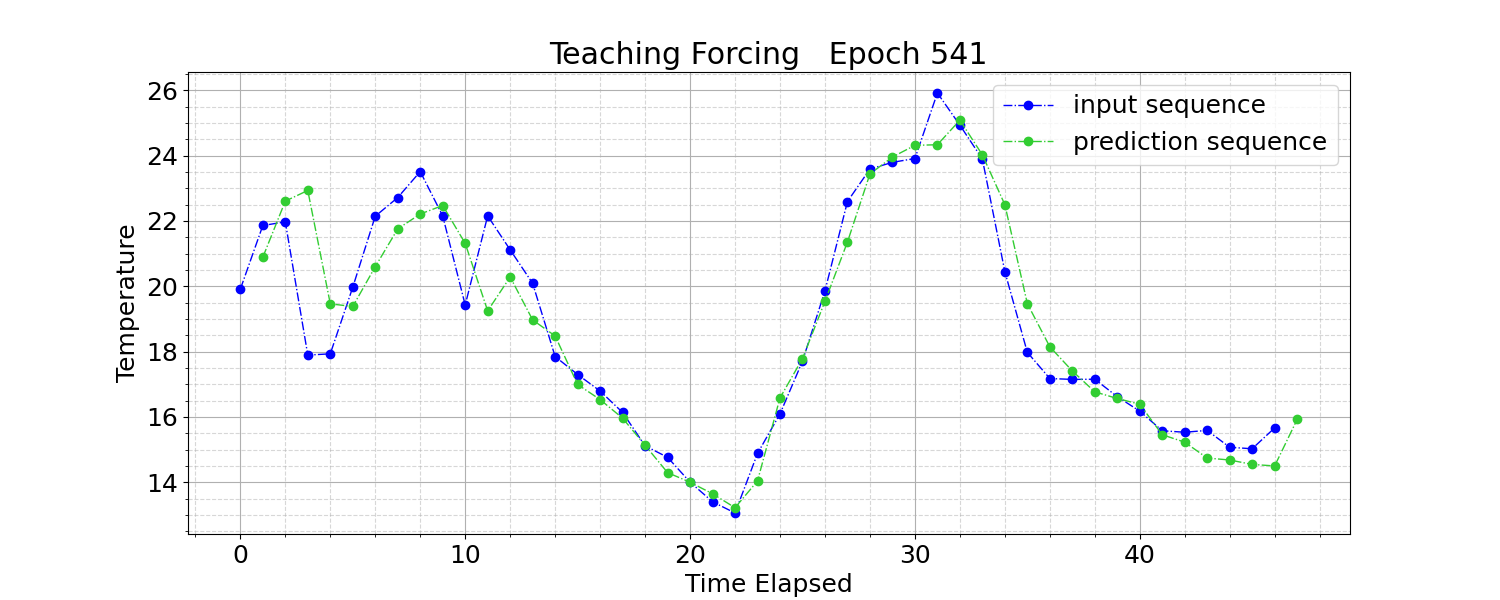 Teaching Forcing   Epoch 541
26
24
22
20
18
16
14
Temperature
input sequence
prediction sequence
0 10 20 30 40
Time Elapsed